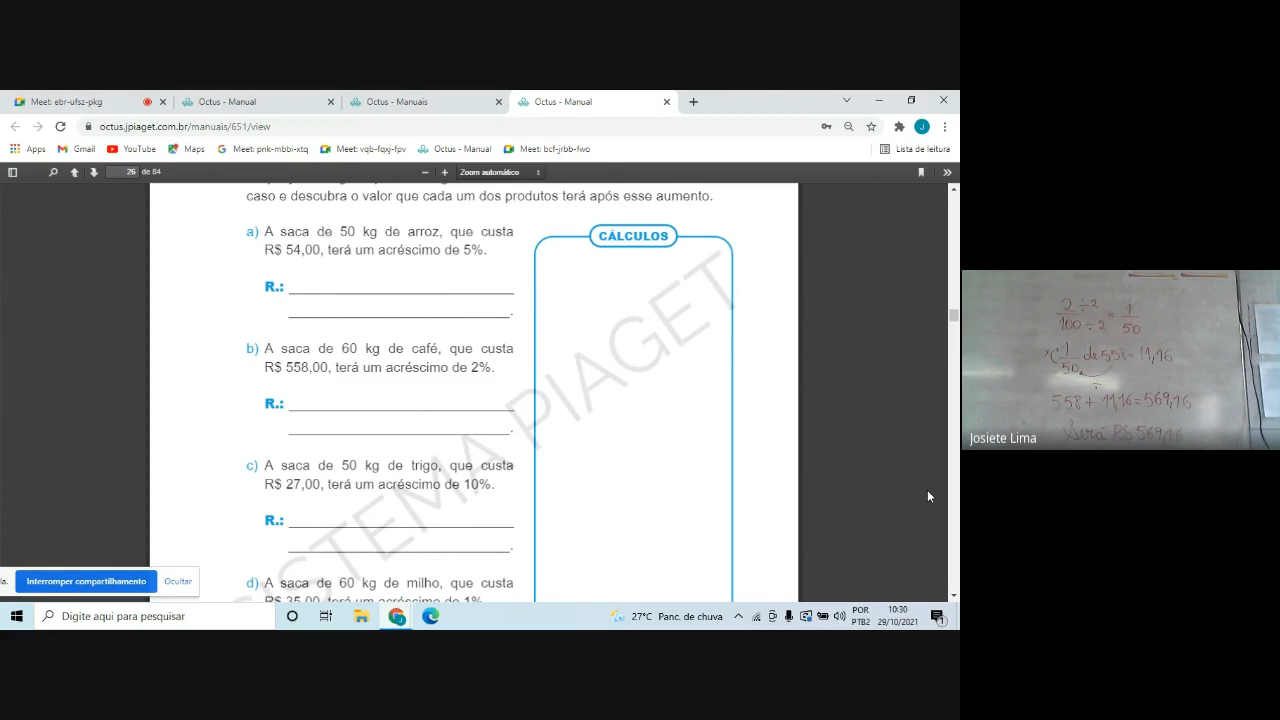 Meet: ebr-ufsz-pkg
Octus - Manual
Octus - Manuais
Octus - Manual
octus.jpiaget.com.br/manuais/651/view
J
Apps
Gmail
YouTube
Maps
Meet: pnk-mbbi-xtq
Meet: vqb-fqxj-fpv
Octus - Manual
Meet: bcf-jrbb-fwo
Lista de leitura
26 de 84
Zoom automático
caso e descubra o valor que cada um dos produtos terá após esse aumento.
a) A saca de 50 kg de arroz, que custa
R$ 54,00, terá um acréscimo de 5%.
R.:
b) A saca de 60 kg de café, que custa
R$ 558,00, terá um acréscimo de 2%.
R.:
c) A saca de 50 kg de trigo, que custa
R$ 27,00, terá um acréscimo de 10%.
R.:
d) A saca de 60 kg de milho, que custa
R$ 35,00, terá um acréscimo de 1%.
CÁLCULOS
SISTEMA PIAGET
la.
Interromper compartilhamento
Ocultar
2 ÷ 2 / 100 ÷ 2 = 1 / 50
1 / 50 de 558 = 11,16
÷
558 + 11,16 = 569,16
Será R$ 569,16
Josiete Lima
Digite aqui para pesquisar
27°C Panc. de chuva
POR
PTB2
10:30
29/10/2021
1